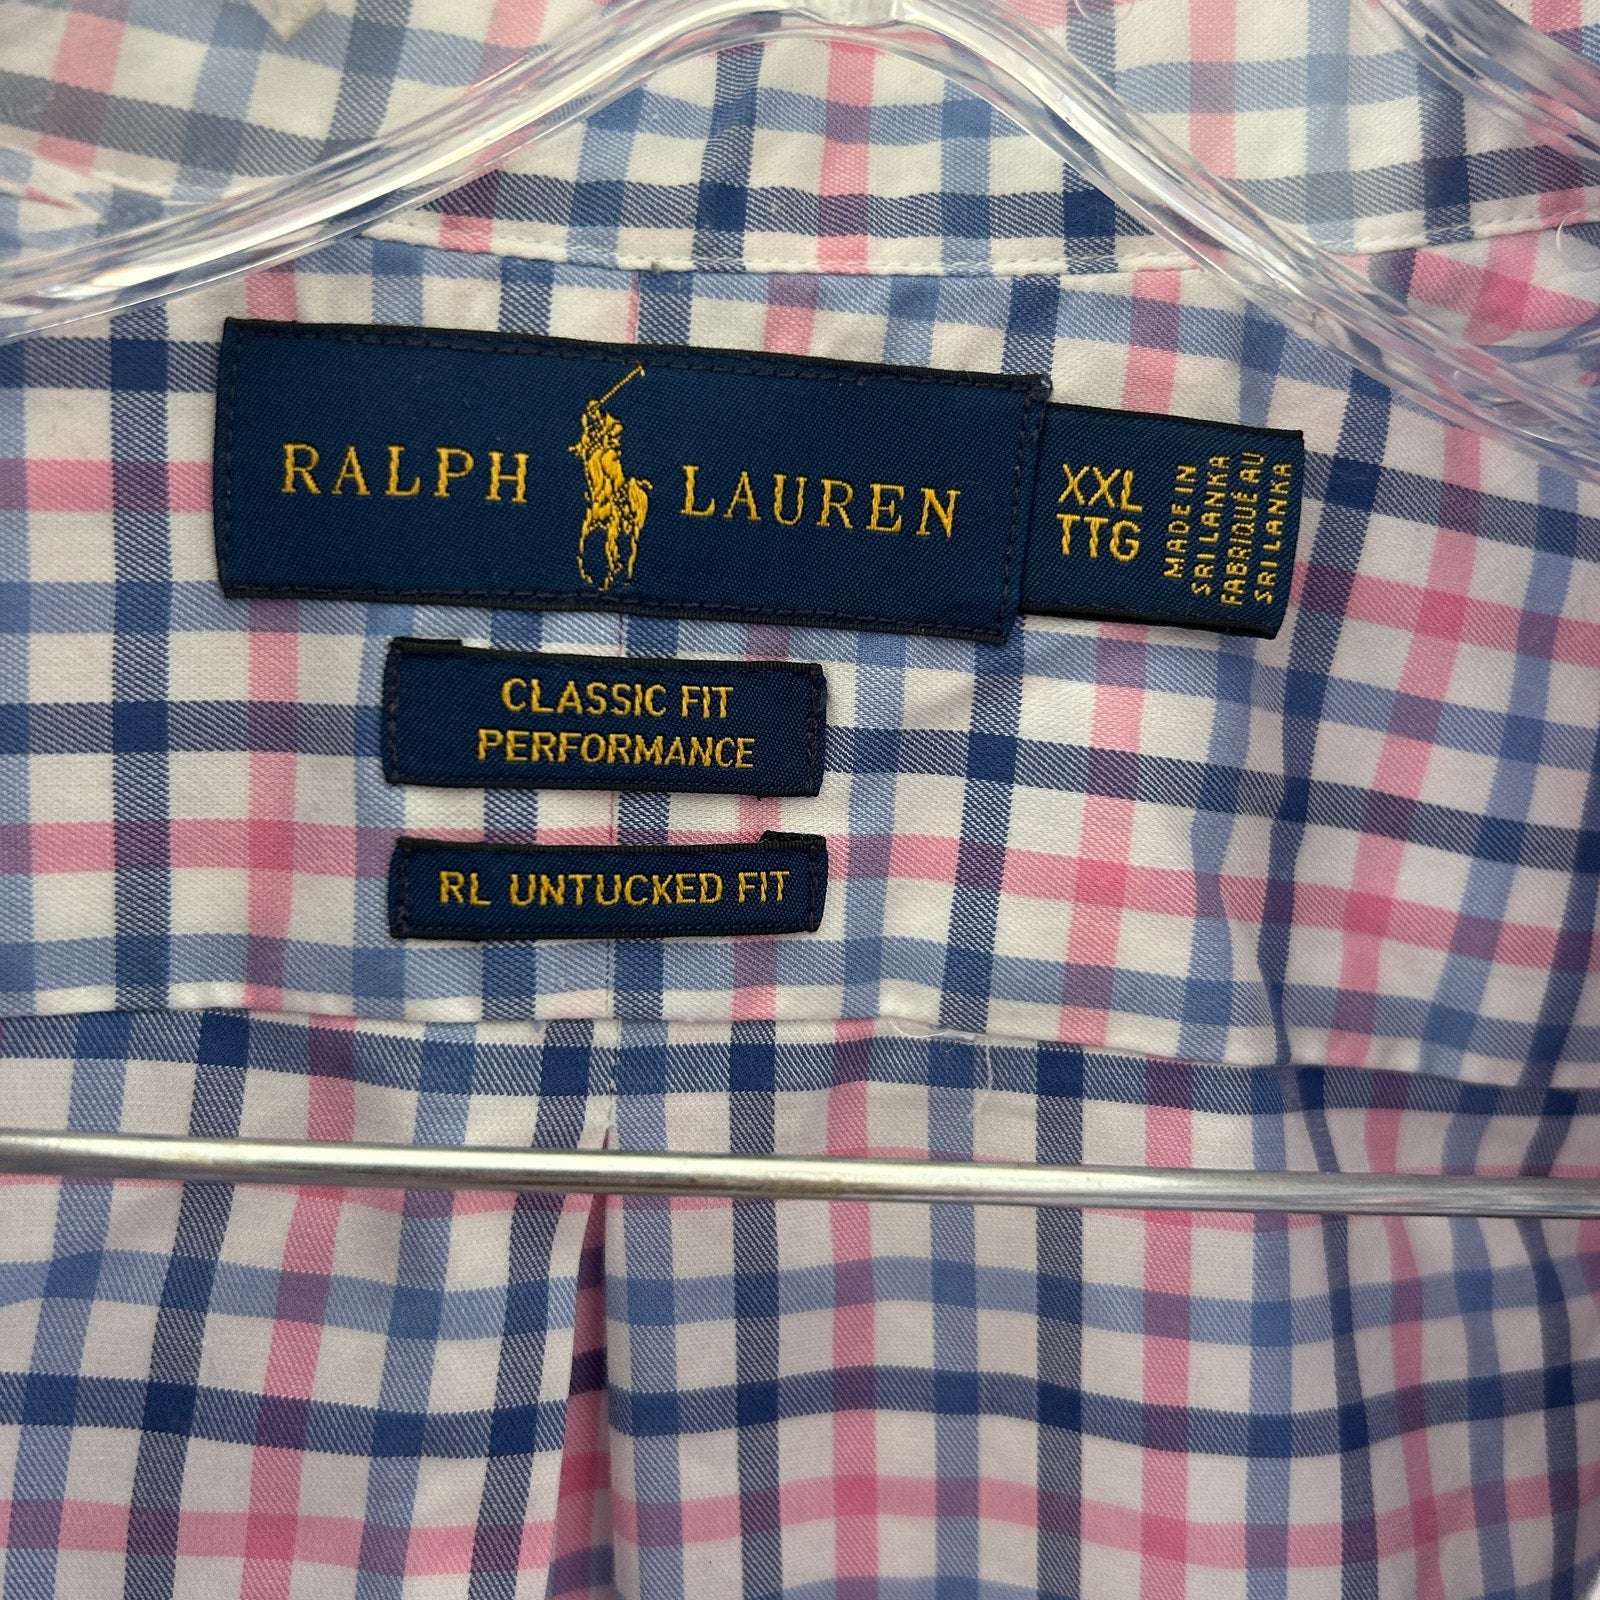 RALPH LAUREN
XXL
TTG
MADE IN
SRI LANKA
FABRIQUÉ AU
SRI LANKA
CLASSIC FIT
PERFORMANCE
RL UNTUCKED FIT